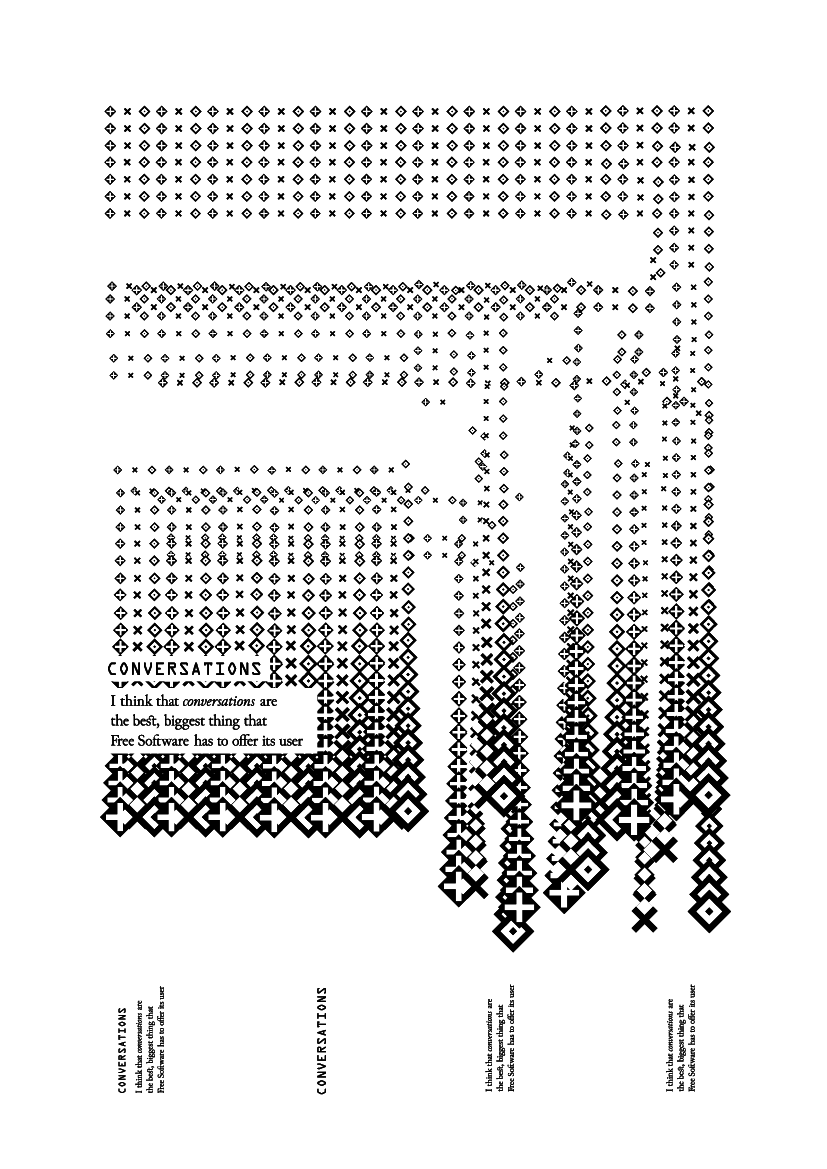 CONVERSATIONS
I think that conversations are
the best, biggest thing that
Free Software has to offer its user
CONVERSATIONS
I think that conversations are
the best, biggest thing that
Free Software has to offer its user
CONVERSATIONS
I think that conversations are
the best, biggest thing that
Free Software has to offer its user
I think that conversations are
the best, biggest thing that
Free Software has to offer its user